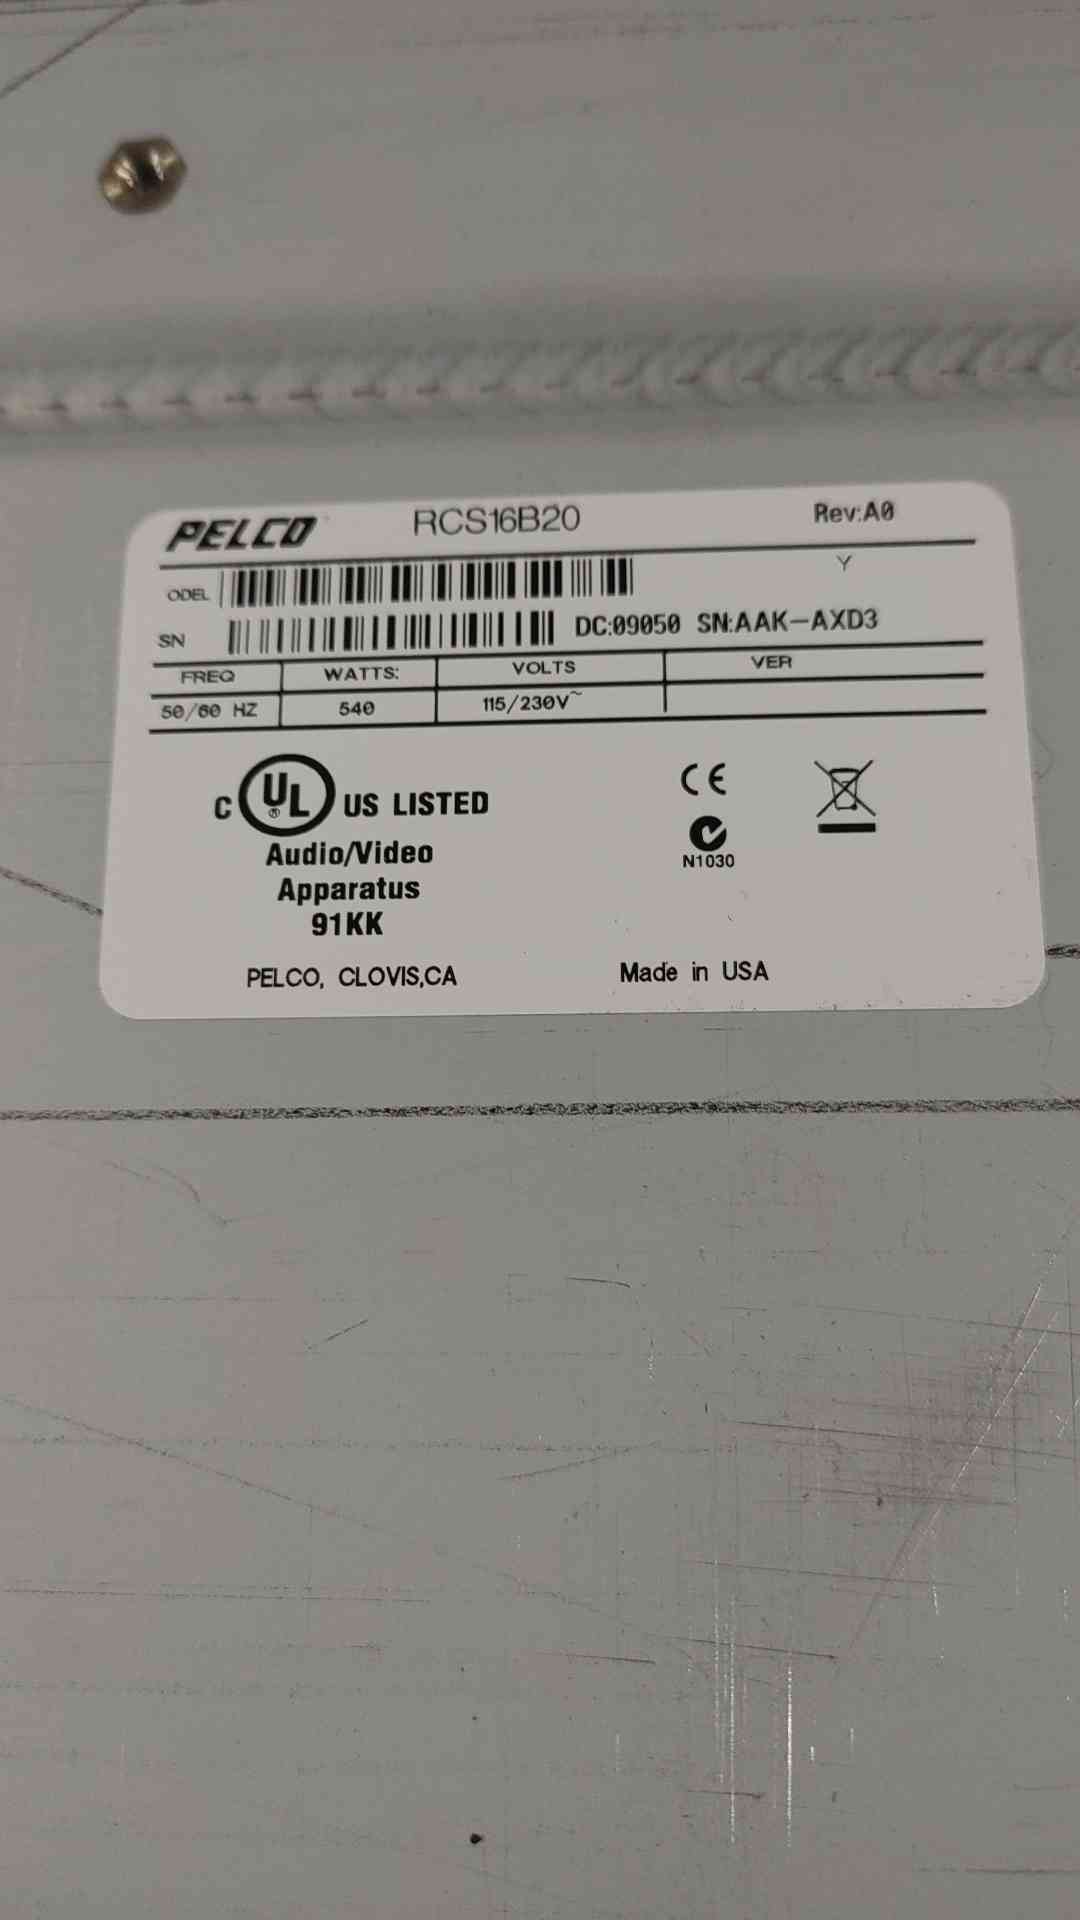 PELCO RCS16B20 Rev:A0
ODEL Y
SN DC:09050 SN:AAK-AXD3
FREQ WATTS: VOLTS VER
50/60 HZ 540 115/230V~
C UL® US LISTED CE
Audio/Video N1030
Apparatus
91KK
PELCO, CLOVIS,CA Made in USA